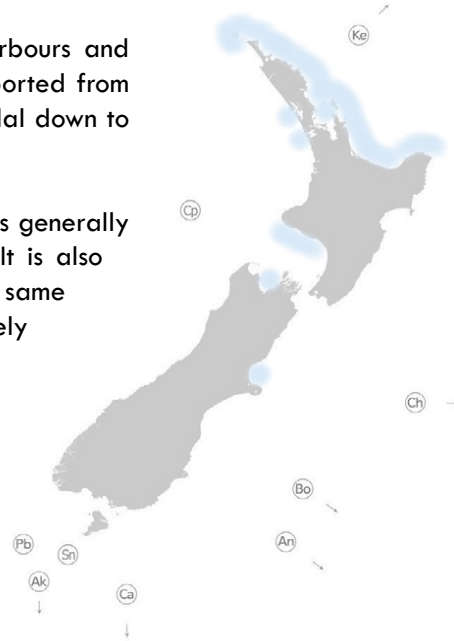 rbours and
orted from
dal down to
s generally
It is also
same
ely
Ke
Cp
Ch
Bo
An
Pb
Sn
Ak
Ca